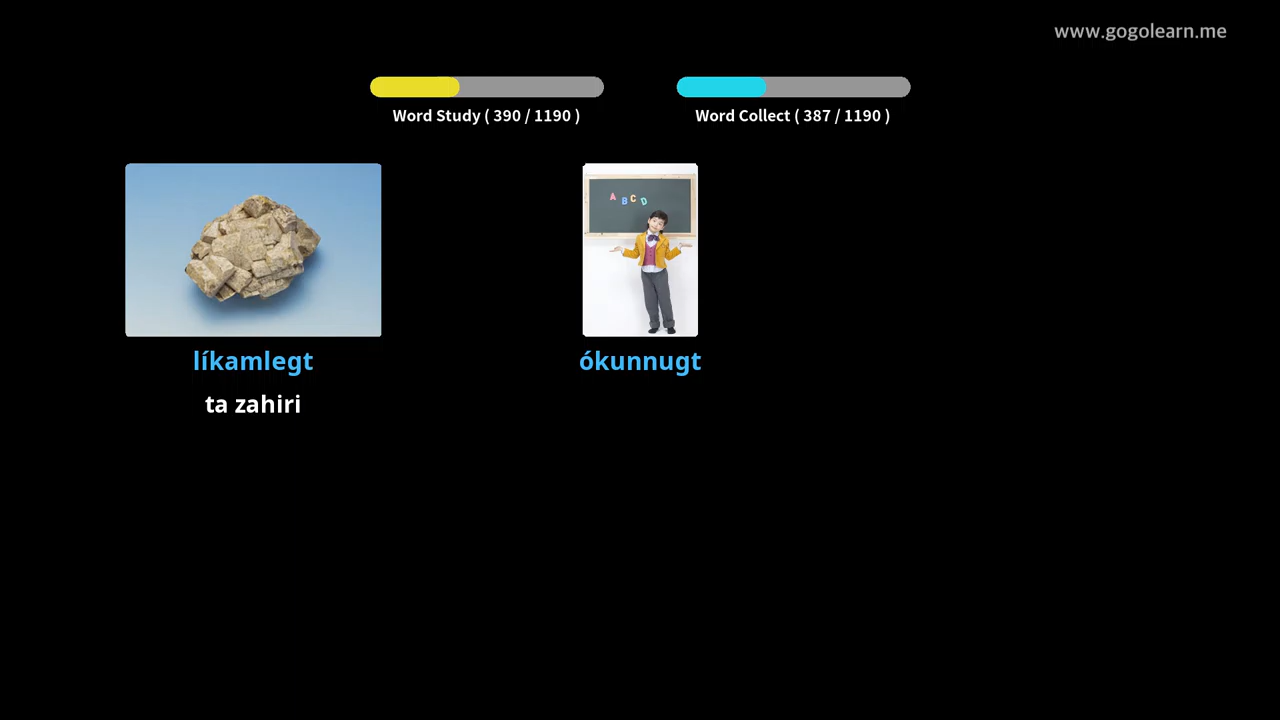 www.gogolearn.me
Word Study ( 390 / 1190 )
Word Collect ( 387 / 1190 )
A B C D
líkamlegt
ta zahiri
ókunnugt